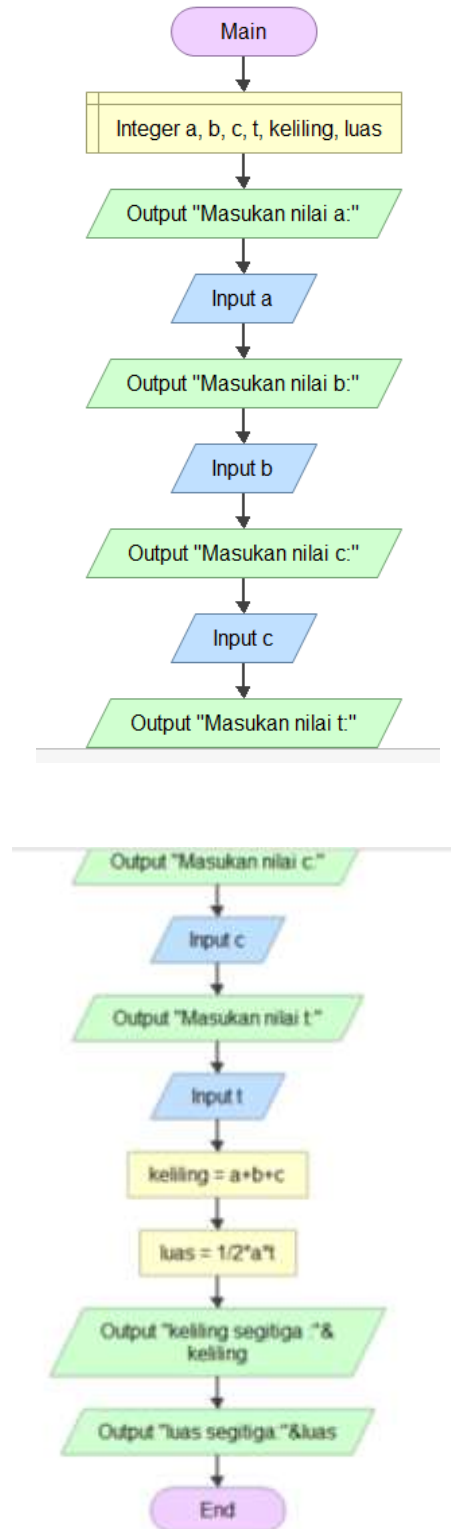 Main
Integer a, b, c, t, keliling, luas
Output "Masukan nilai a:"
Input a
Output "Masukan nilai b:"
Input b
Output "Masukan nilai c:"
Input c
Output "Masukan nilai t:"
Output "Masukan nilai c:"
Input c
Output "Masukan nilai t:"
Input t
keliling = a+b+c
luas = 1/2*a*t
Output "keliling segitiga :"&
keliling
Output "luas segitiga:"&luas
End